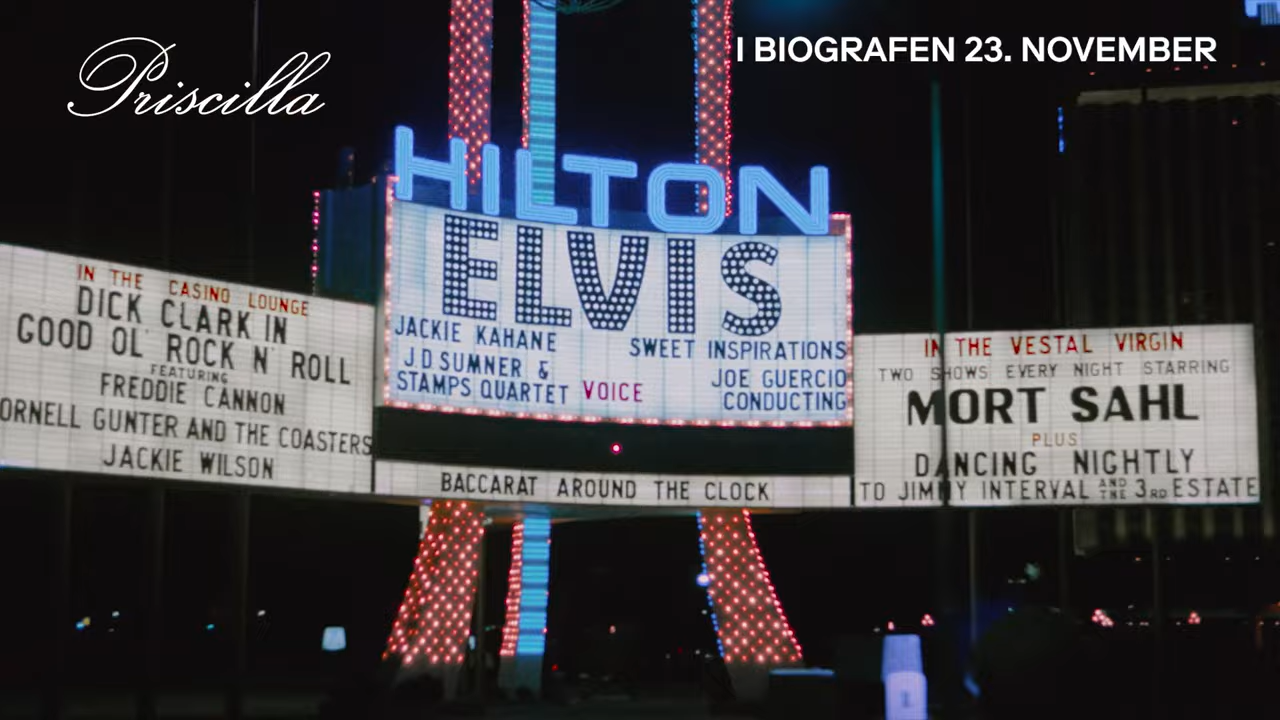 Priscilla
I BIOGRAFEN 23. NOVEMBER
HILTON
ELVIS
JACKIE KAHANE
J.D SUMNER &
STAMPS QUARTET
VOICE
SWEET INSPIRATIONS
JOE GUERCIO
CONDUCTING
BACCARAT AROUND THE CLOCK
IN THE CASINO LOUNGE
DICK CLARK IN
GOOD OL' ROCK N' ROLL
FEATURING
FREDDIE CANNON
ORNELL GUNTER AND THE COASTERS
JACKIE WILSON
IN THE VESTAL VIRGIN
TWO SHOWS EVERY NIGHT STARRING
MORT SAHL
PLUS
DANCING NIGHTLY
TO JIMMY INTERVAL AND THE 3RD ESTATE